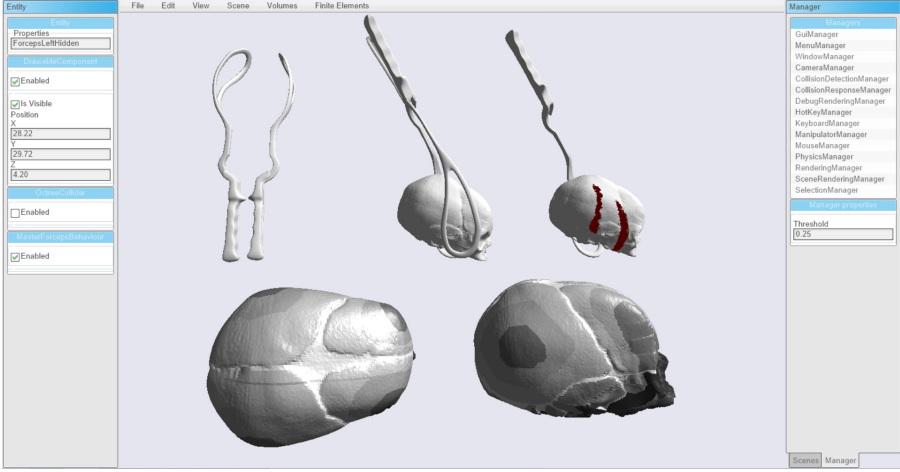 Entity
File Edit View Scene Volumes Finite Elements
Manager
Entity
Properties
ForcepsLeftHidden
DrawableComponent
Enabled
Is Visible
Position
X
28.22
Y
29.72
Z
4.20
OctreeCollider
Enabled
MasterForcepsBehaviour
Enabled
Managers
GuiManager
MenuManager
WindowManager
CameraManager
CollisionDetectionManager
CollisionResponseManager
DebugRenderingManager
HotKeyManager
KeyboardManager
ManipulatorManager
MouseManager
PhysicsManager
RenderingManager
SceneRenderingManager
SelectionManager
Manager properties
Threshold
0.25
Scenes Manager